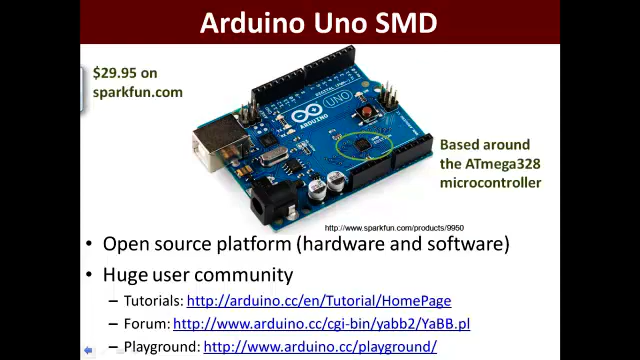 Arduino Uno SMD
$29.95 on
sparkfun.com
UNO
ARDUINO
Based around
the ATmega328
microcontroller
http://www.sparkfun.com/products/9950
• Open source platform (hardware and software)
• Huge user community
– Tutorials: http://arduino.cc/en/Tutorial/HomePage
– Forum: http://www.arduino.cc/cgi-bin/yabb2/YaBB.pl
– Playground: http://www.arduino.cc/playground/